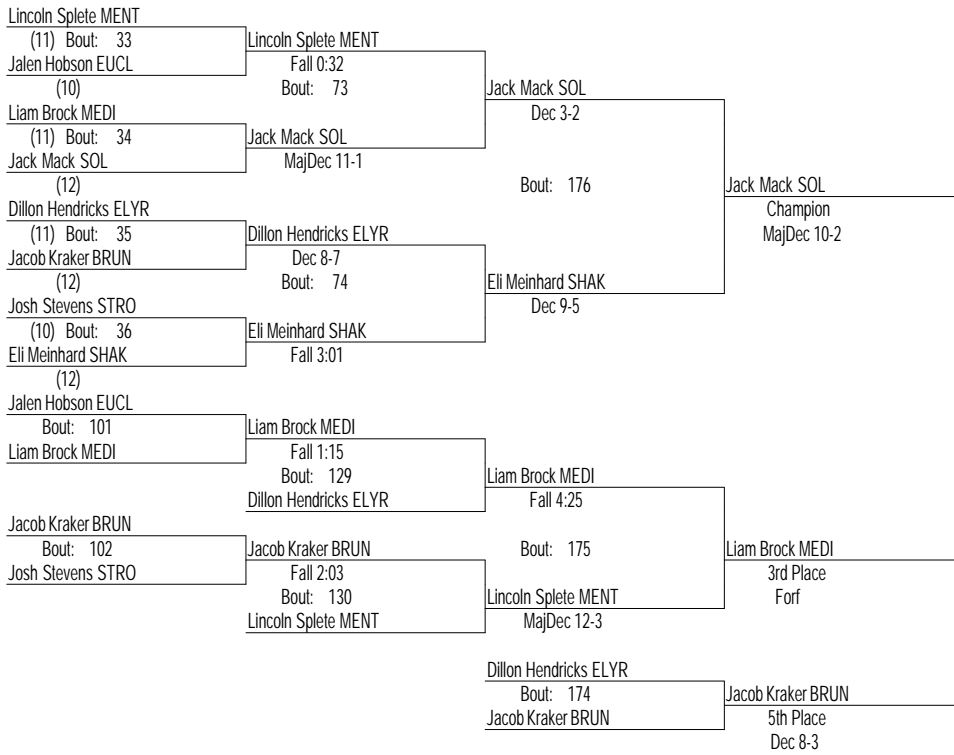 Lincoln Splete MENT
(11) Bout: 33
Lincoln Splete MENT
Jalen Hobson EUCL
Fall 0:32
(10)
Bout: 73
Jack Mack SOL
Liam Brock MEDI
Dec 3-2
(11) Bout: 34
Jack Mack SOL
Jack Mack SOL
MajDec 11-1
(12)
Bout: 176
Jack Mack SOL
Dillon Hendricks ELYR
Champion
(11) Bout: 35
Dillon Hendricks ELYR
MajDec 10-2
Jacob Kraker BRUN
Dec 8-7
(12)
Bout: 74
Eli Meinhard SHAK
Josh Stevens STRO
Dec 9-5
(10) Bout: 36
Eli Meinhard SHAK
Eli Meinhard SHAK
Fall 3:01
(12)
Jalen Hobson EUCL
Bout: 101
Liam Brock MEDI
Liam Brock MEDI
Fall 1:15
Bout: 129
Liam Brock MEDI
Dillon Hendricks ELYR
Fall 4:25
Jacob Kraker BRUN
Bout: 102
Jacob Kraker BRUN
Bout: 175
Liam Brock MEDI
Josh Stevens STRO
Fall 2:03
3rd Place
Bout: 130
Lincoln Splete MENT
Forf
Lincoln Splete MENT
MajDec 12-3
Dillon Hendricks ELYR
Bout: 174
Jacob Kraker BRUN
Jacob Kraker BRUN
5th Place
Dec 8-3